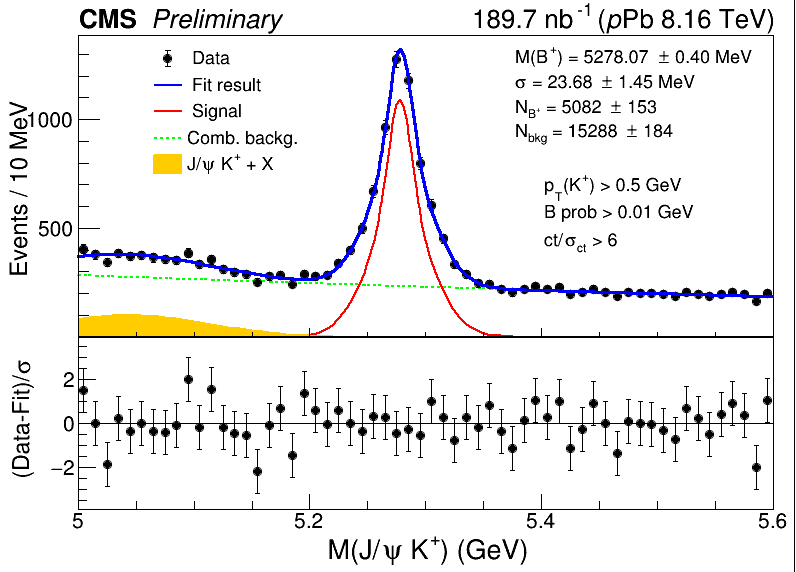 CMS Preliminary 189.7 nb⁻¹ (pPb 8.16 TeV)
Data
Fit result
Signal
Comb. backg.
J/ψ K⁺ + X
M(B⁺) = 5278.07 ± 0.40 MeV
σ = 23.68 ± 1.45 MeV
N_B⁺ = 5082 ± 153
N_bkg = 15288 ± 184
p_T(K⁺) > 0.5 GeV
B prob > 0.01 GeV
ct/σ_ct > 6
Events / 10 MeV
1000
500
(Data-Fit)/σ
2
0
−2
5 5.2 5.4 5.6
M(J/ψ K⁺) (GeV)